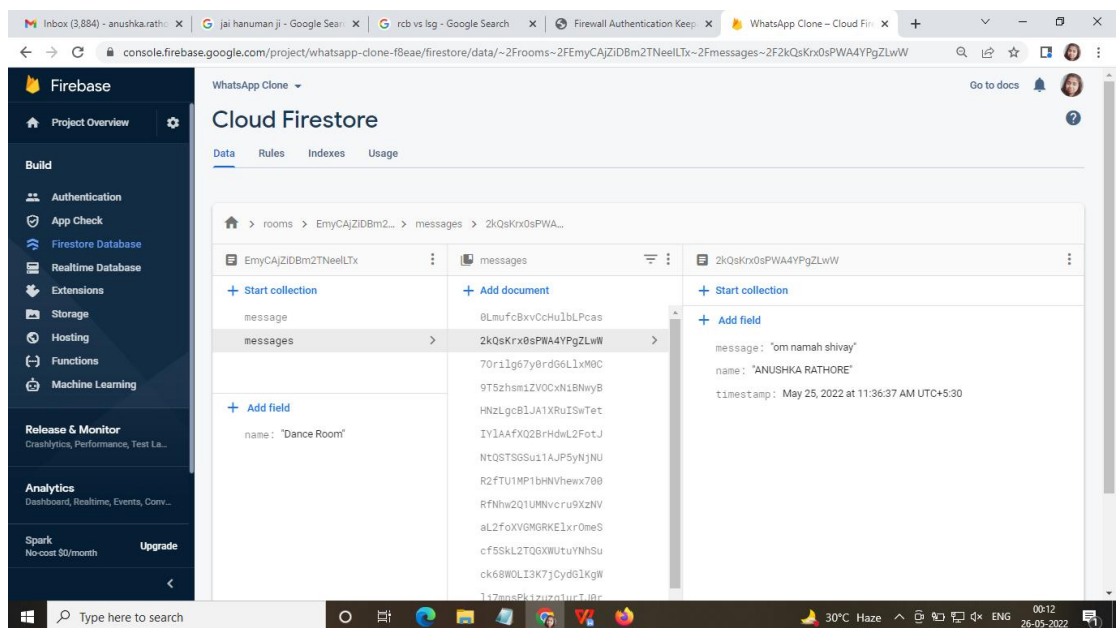 Inbox (3,884) - anushka.ratho
jai hanuman ji - Google Sear
rcb vs lsg - Google Search
Firewall Authentication Keep
WhatsApp Clone – Cloud Fir
console.firebase.google.com/project/whatsapp-clone-f8eae/firestore/data/~2Frooms~2FEmyCAjZiDBm2TNeelLTx~2Fmessages~2F2kQsKrx0sPWA4YPgZLwW
Firebase
WhatsApp Clone
Go to docs
Project Overview
Cloud Firestore
Data Rules Indexes Usage
Build
Authentication
App Check
Firestore Database
Realtime Database
Extensions
Storage
Hosting
Functions
Machine Learning
Release & Monitor
Crashlytics, Performance, Test La...
Analytics
Dashboard, Realtime, Events, Conv...
Spark
No-cost $0/month
Upgrade
> rooms > EmyCAjZiDBm2... > messages > 2kQsKrx0sPWA...
EmyCAjZiDBm2TNeelLTx
+ Start collection
message
messages
+ Add field
name: "Dance Room"
messages
+ Add document
0LmufcBxvCcHulbLPcas
2kQsKrx0sPWA4YPgZLwW
7Orilg67y0rdG6LlxM0C
9T5zhsmiZVOCxNiBNwyB
HNzLgcBlJA1XRuISwTet
IYlAAfXQ2BrHdwL2FotJ
NtQSTSGSui1AJP5yNjNU
R2fTU1MP1bHNVhewx700
RfNhw2Q1UMNvcru9XzNV
aL2foXVGMGRKElxrOmeS
cf5SkL2TQGXWUtuYNhSu
ck68WOLI3K7jCydGlKgW
2kQsKrx0sPWA4YPgZLwW
+ Start collection
+ Add field
message: "om namah shivay"
name: "ANUSHKA RATHORE"
timestamp: May 25, 2022 at 11:36:37 AM UTC+5:30
Type here to search
30°C Haze
ENG
00:12
26-05-2022